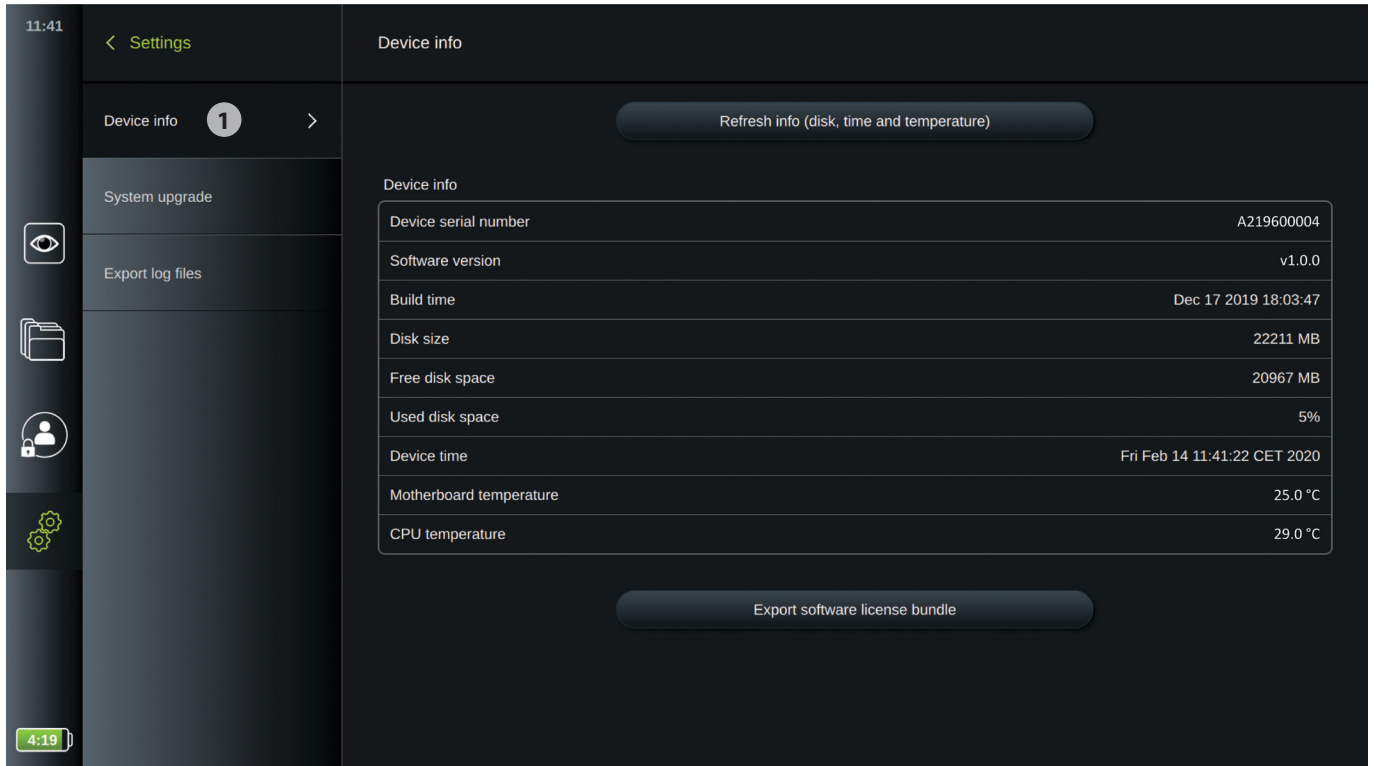 11:41
Settings
Device info
Device info 1
System upgrade
Export log files
Refresh info (disk, time and temperature)
Device info
Device serial number A219600004
Software version v1.0.0
Build time Dec 17 2019 18:03:47
Disk size 22211 MB
Free disk space 20967 MB
Used disk space 5%
Device time Fri Feb 14 11:41:22 CET 2020
Motherboard temperature 25.0 °C
CPU temperature 29.0 °C
Export software license bundle
4:19